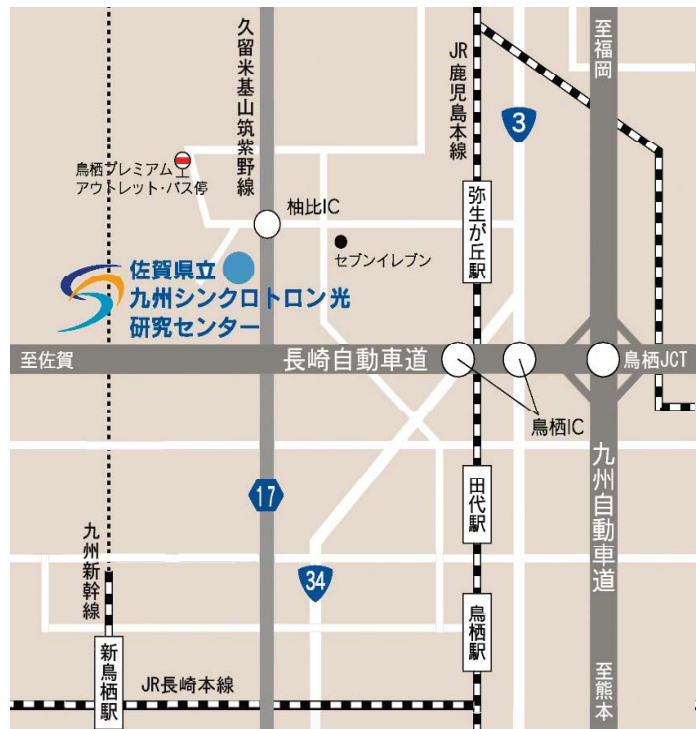 至福岡
久留米基山筑紫野線
JR鹿児島本線
3
鳥栖プレミアム
アウトレット・バス停
柚比IC
弥生が丘駅
セブンイレブン
佐賀県立
九州シンクロトロン光
研究センター
至佐賀
長崎自動車道
鳥栖JCT
鳥栖IC
九州自動車道
田代駅
17
九州新幹線
34
鳥栖駅
新鳥栖駅
JR長崎本線
至熊本